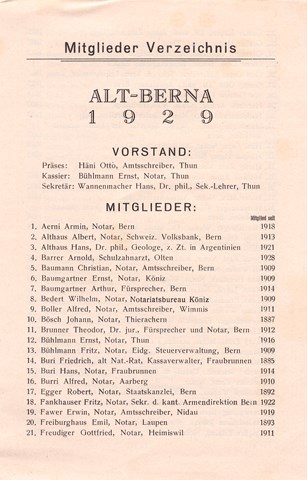 Mitglieder Verzeichnis
ALT-BERNA
1929
VORSTAND:
Präses: Häni Otto, Amtsschreiber, Thun
Kassier: Bühlmann Ernst, Notar, Thun
Sekretär: Wannenmacher Hans, Dr. phil., Sek.-Lehrer, Thun
MITGLIEDER:
Mitglied seit
1. Aerni Armin, Notar, Bern 1918
2. Althaus Albert, Notar, Schweiz. Volksbank, Bern 1913
3. Althaus Hans, Dr. phil., Geologe, z. Zt. in Argentinien 1921
4. Barrer Arnold, Schulzahnarzt, Olten 1928
5. Baumann Christian, Notar, Amtsschreiber, Bern 1909
6. Baumgartner Ernst, Notar, Köniz 1909
7. Baumgartner Arthur, Fürsprecher, Bern 1914
8. Bedert Wilhelm, Notar, Notariatsbureau Köniz 1909
9. Boller Alfred, Notar, Amtsschreiber, Wimmis 1911
10. Bösch Johann, Notar, Thierachern 1887
11. Brunner Theodor, Dr. jur., Fürsprecher und Notar, Bern 1912
12. Bühlmann Ernst, Notar, Thun 1916
13. Bühlmann Fritz, Notar, Eidg. Steuerverwaltung, Bern 1909
14. Buri Friedrich, alt Nat.-Rat, Kassaverwalter, Fraubrunnen 1885
15. Buri Hans, Notar, Fraubrunnen 1914
16. Burri Alfred, Notar, Aarberg 1910
17. Egger Robert, Notar, Staatskanzlei, Bern 1892
18. Fankhauser Fritz, Notar, Sekr. d. kant. Armendirektion Bern 1922
19. Fawer Erwin, Notar, Amtsschreiber, Nidau 1919
20. Freiburghaus Emil, Notar, Laupen 1893
21. Freudiger Gottfried, Notar, Heimiswil 1911